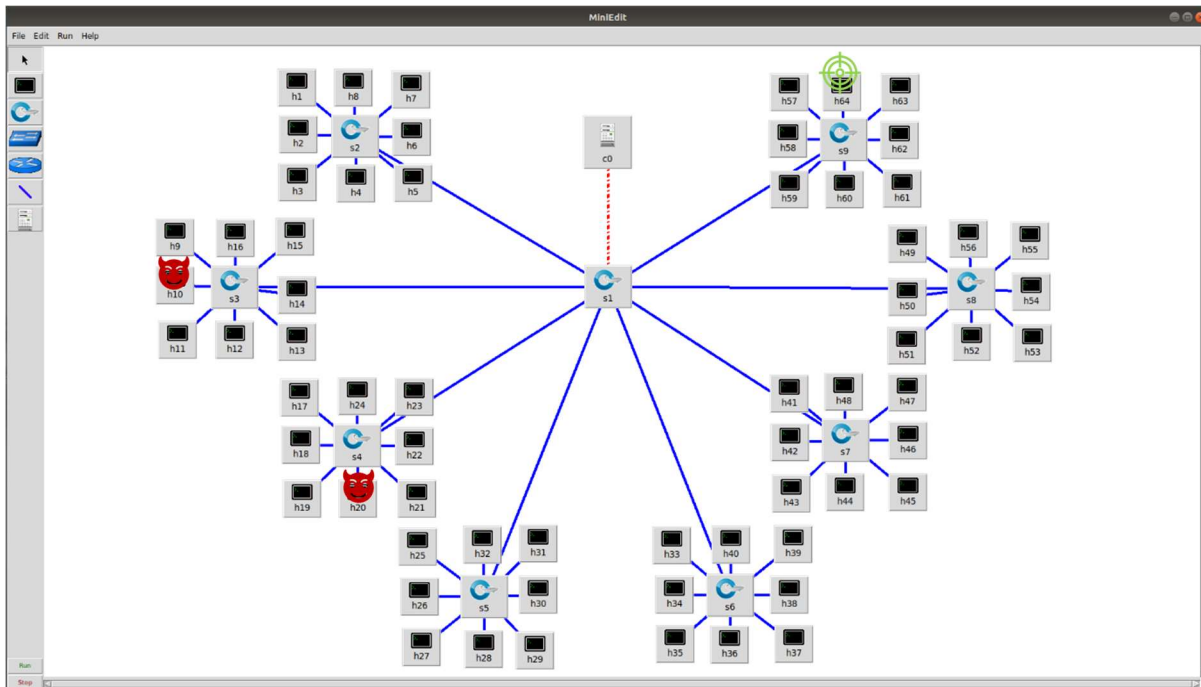 MiniEdit
File Edit Run Help
h1 h8 h7
h2 s2 h6
h3 h4 h5
c0
h57 h64 h63
h58 s9 h62
h59 h60 h61
h9 h16 h15
h10 s3 h14
h11 h12 h13
s1
h49 h56 h55
h50 s8 h54
h51 h52 h53
h17 h24 h23
h18 s4 h22
h19 h20 h21
h41 h48 h47
h42 s7 h46
h43 h44 h45
h25 h32 h31
h26 s5 h30
h27 h28 h29
h33 h40 h39
h34 s6 h38
h35 h36 h37
Run
Stop